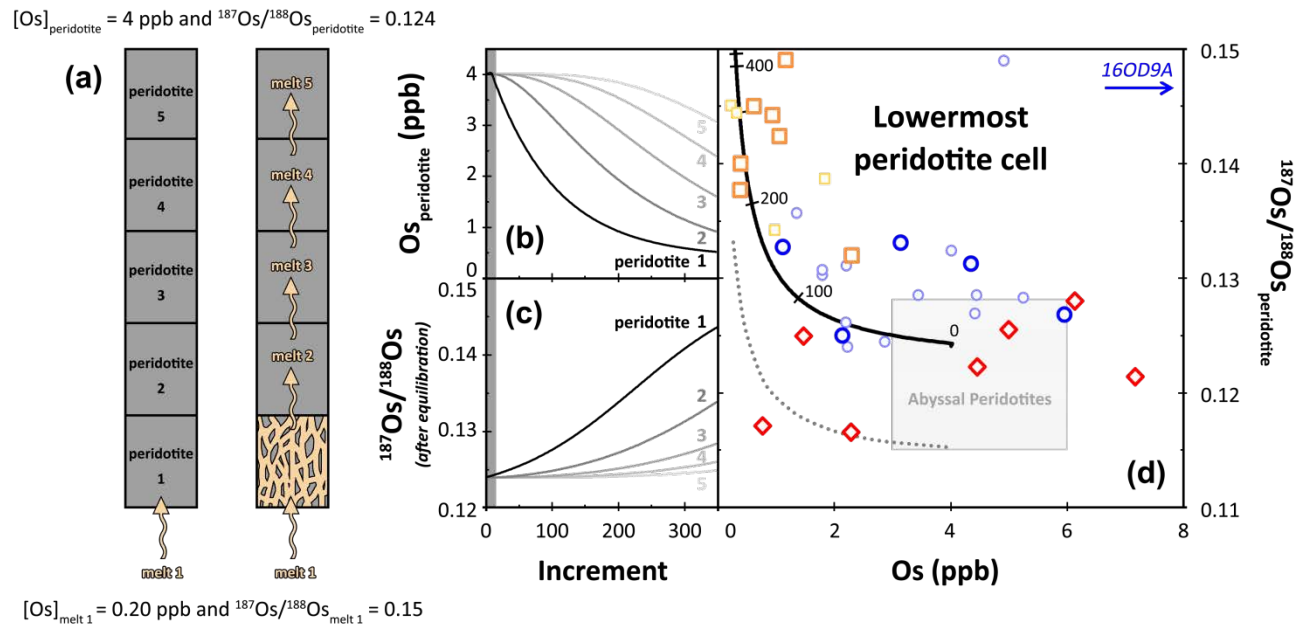 [Os]peridotite = 4 ppb and 187Os/188Osperidotite = 0.124
(a)
peridotite
5
peridotite
4
peridotite
3
peridotite
2
peridotite
1
melt 1
melt 5
melt 4
melt 3
melt 2
melt 1
[Os]melt 1 = 0.20 ppb and 187Os/188Osmelt 1 = 0.15
Osperidotite (ppb)
4
3
2
1
0
(b)
5
4
3
2
peridotite 1
187Os/188Os
(after equilibration)
0.15
0.14
0.13
0.12
(c)
peridotite 1
2
3
4
5
0
100
200
300
Increment
400
200
100
0
Lowermost
peridotite cell
16OD9A
Abyssal Peridotites
(d)
0
2
4
6
8
Os (ppb)
0.15
0.14
0.13
0.12
0.11
187Os/188Osperidotite